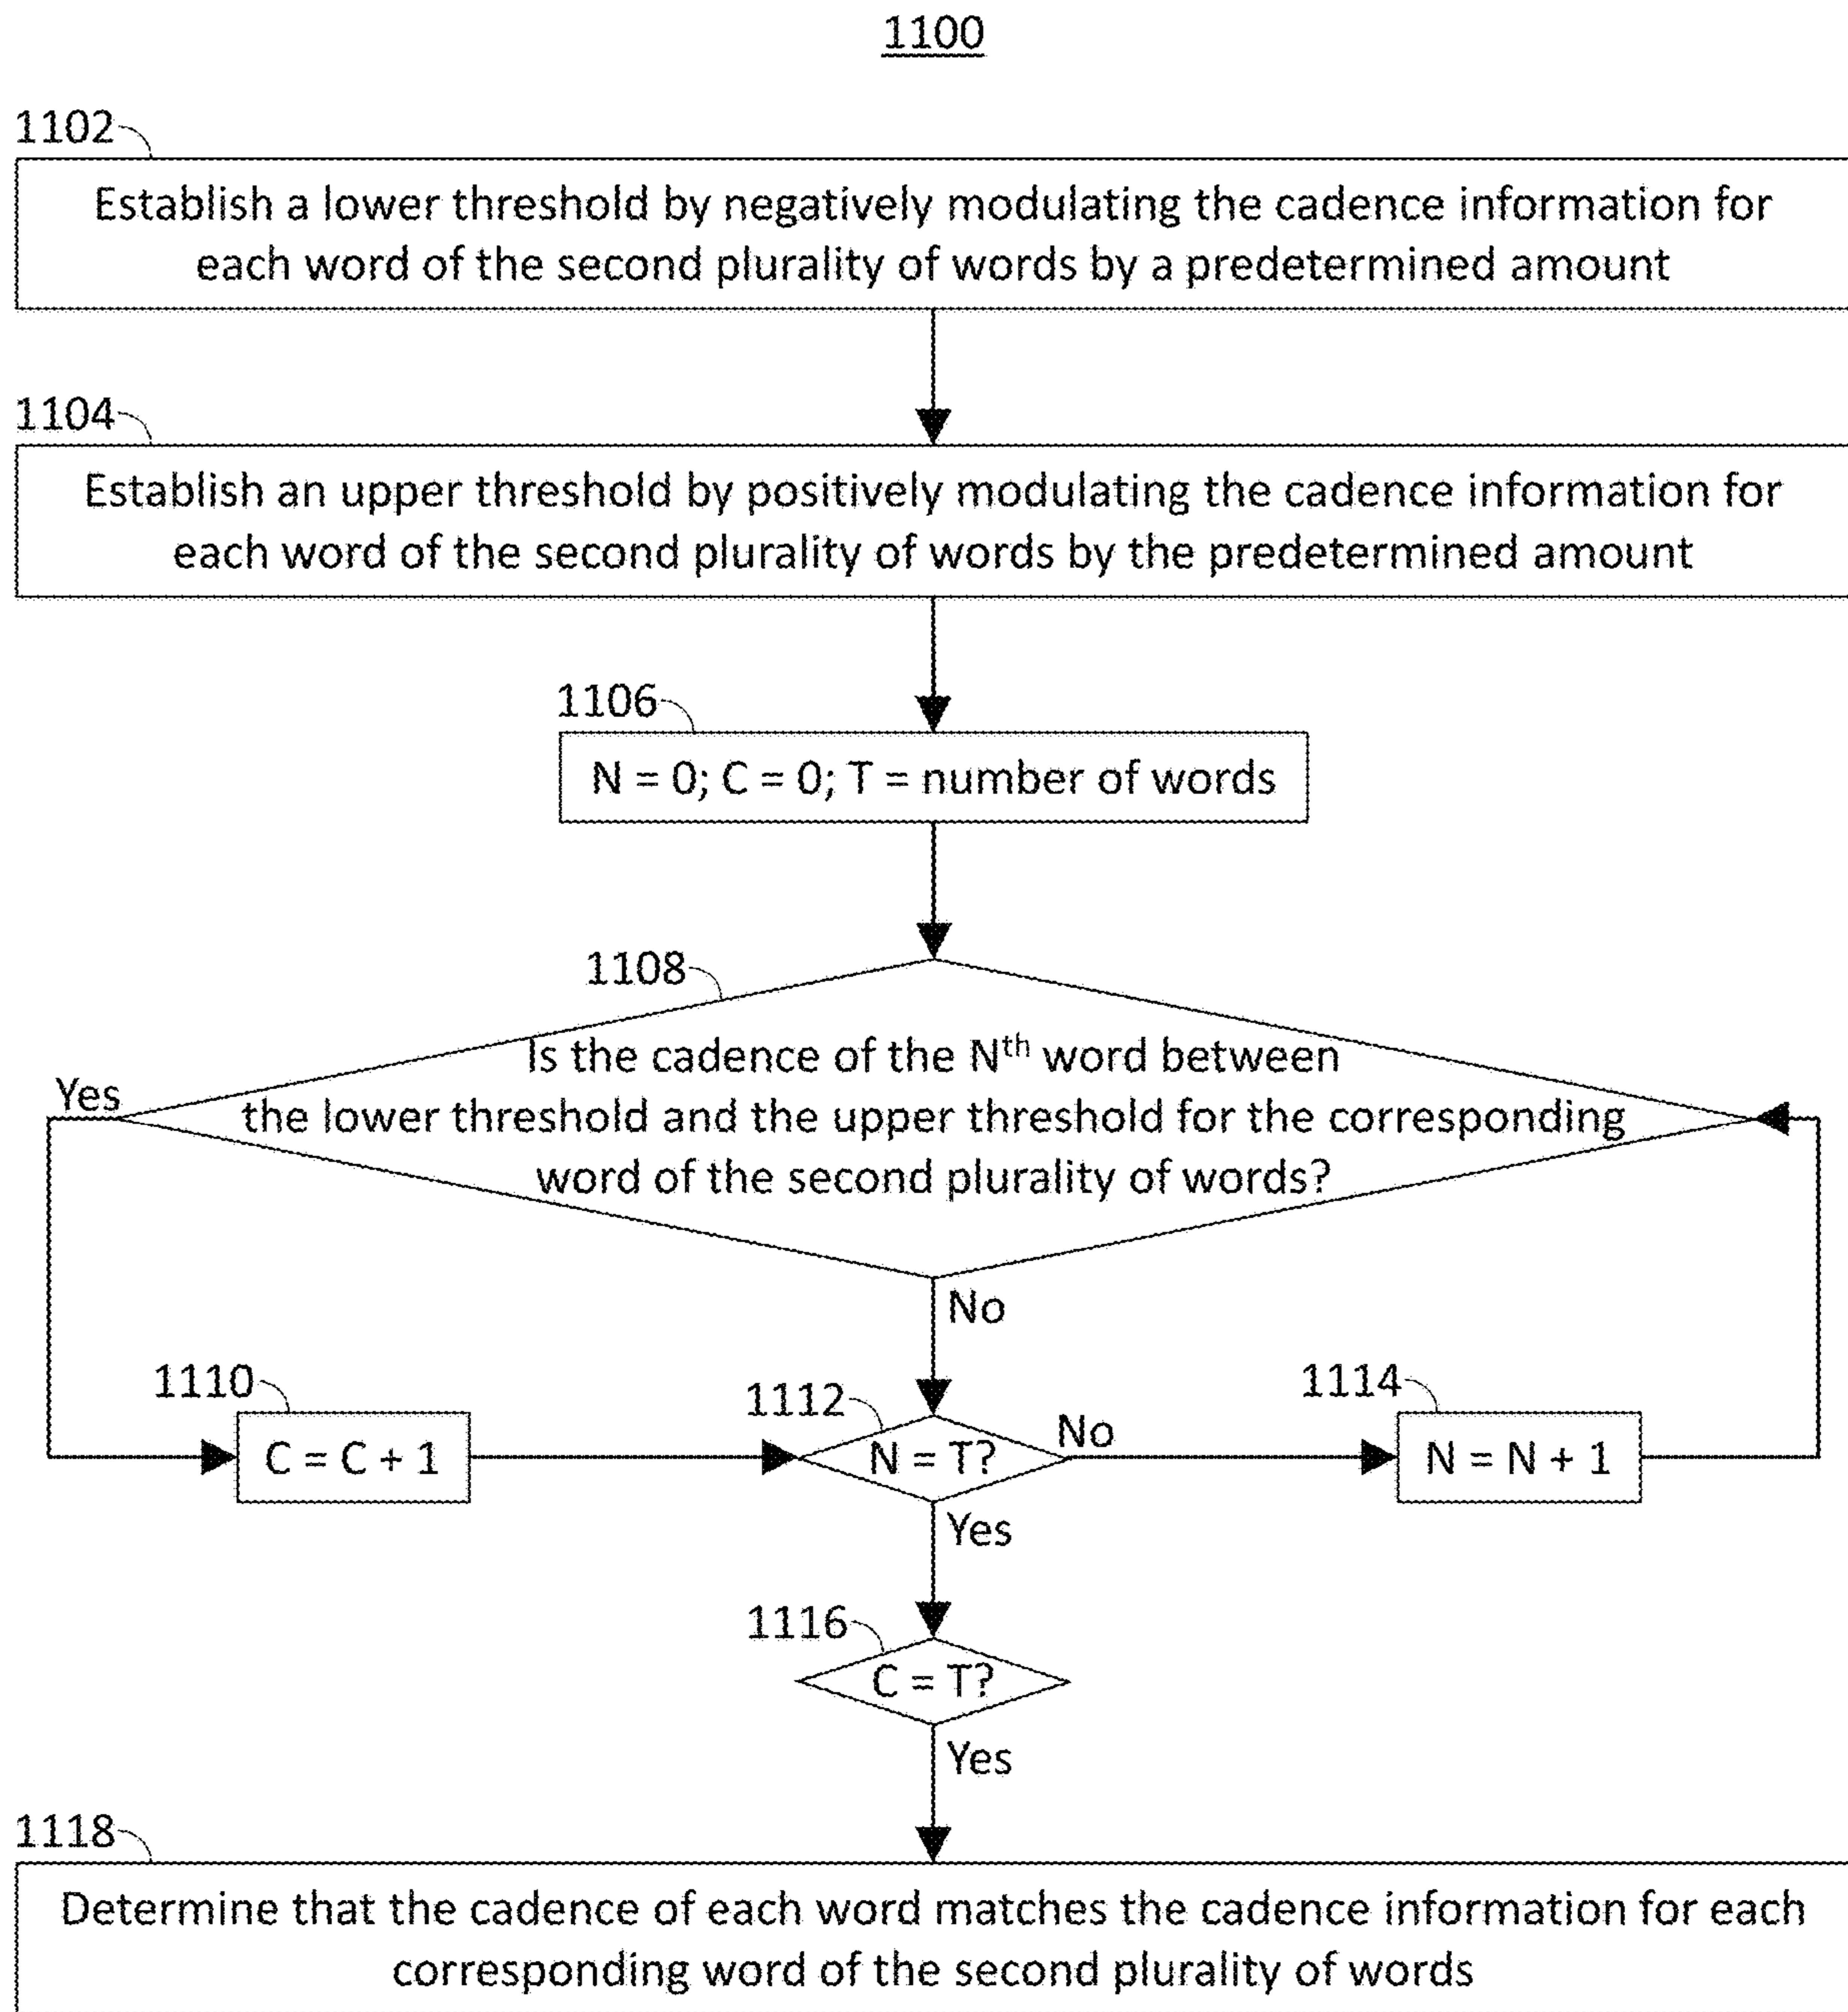 1100
1102
Establish a lower threshold by negatively modulating the cadence information for
each word of the second plurality of words by a predetermined amount
1104
Establish an upper threshold by positively modulating the cadence information for
each word of the second plurality of words by the predetermined amount
1106
N = 0; C = 0; T = number of words
1108
Is the cadence of the Nth word between
the lower threshold and the upper threshold for the corresponding
word of the second plurality of words?
Yes
No
1110
C = C + 1
1112
N = T?
No
1114
N = N + 1
Yes
1116
C = T?
Yes
1118
Determine that the cadence of each word matches the cadence information for each
corresponding word of the second plurality of words